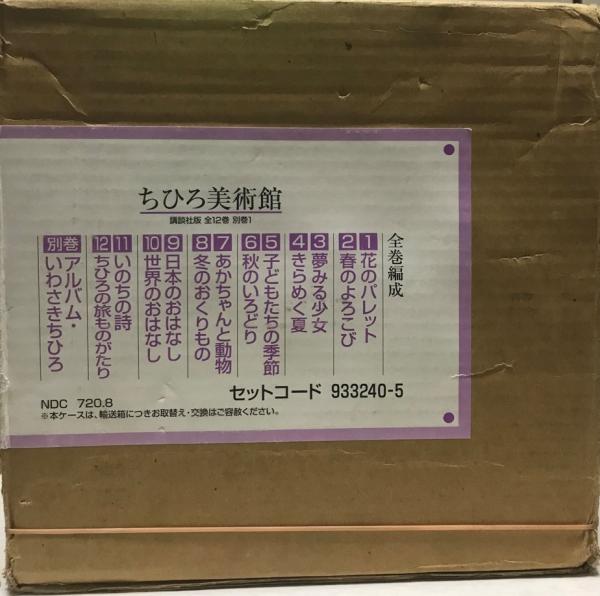 ちひろ美術館
講談社版 全12巻 別巻1
全巻編成
1 花のパレット
2 春のよろこび
3 夢みる少女
4 きらめく夏
5 子どもたちの季節
6 秋のいろどり
7 あかちゃんと動物
8 冬のおくりもの
9 日本のおはなし
10 世界のおはなし
11 いのちの詩
12 ちひろの旅ものがたり
別巻 アルバム・
いわさきちひろ
セットコード 933240-5
NDC 720.8
※本ケースは、輸送箱につきお取替え・交換はご容赦ください。